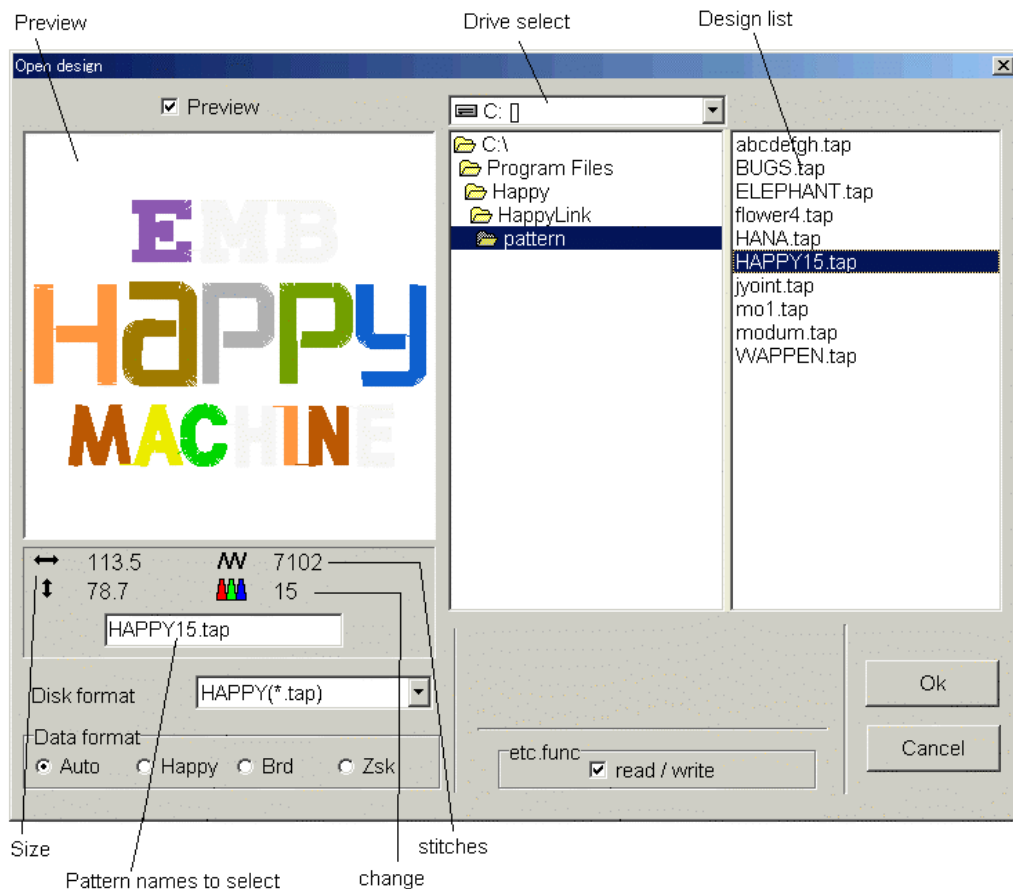 Preview
Drive select
Design list
Open design
Preview
C: []
EMB
HaPPy
MACHINE
C:\
Program Files
Happy
HappyLink
pattern
abcdefgh.tap
BUGS.tap
ELEPHANT.tap
flower4.tap
HANA.tap
HAPPY15.tap
jyoint.tap
mo1.tap
modum.tap
WAPPEN.tap
113.5
7102
78.7
15
HAPPY15.tap
Disk format
HAPPY(*.tap)
Data format
Auto
Happy
Brd
Zsk
etc.func
read / write
Ok
Cancel
Size
stitches
Pattern names to select
change